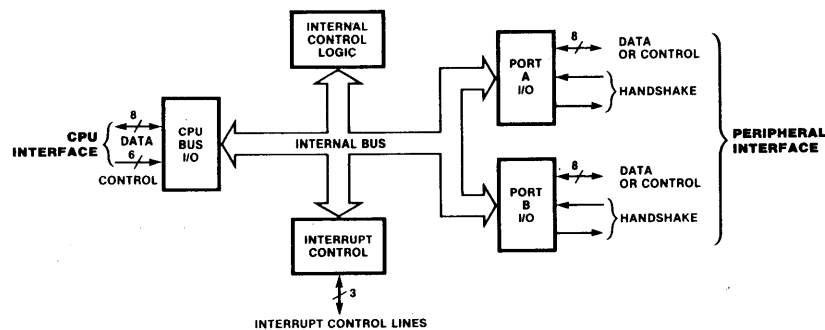 INTERNAL
CONTROL
LOGIC
CPU
INTERFACE
8
DATA
6
CONTROL
CPU
BUS
I/O
INTERNAL BUS
INTERRUPT
CONTROL
3
INTERRUPT CONTROL LINES
PORT
A
I/O
8
DATA
OR CONTROL
HANDSHAKE
PORT
B
I/O
8
DATA
OR CONTROL
HANDSHAKE
PERIPHERAL
INTERFACE